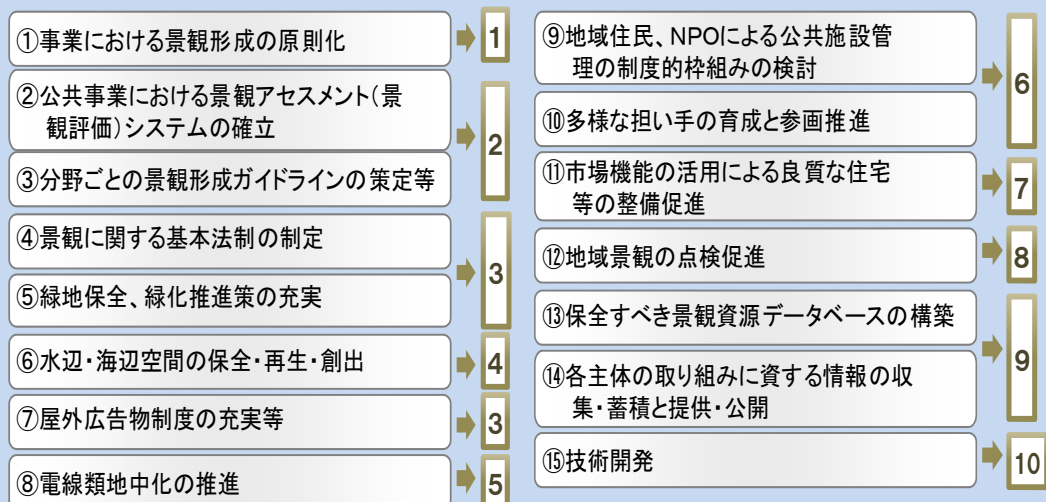 ①事業における景観形成の原則化
1
②公共事業における景観アセスメント（景
観評価）システムの確立
③分野ごとの景観形成ガイドラインの策定等
2
④景観に関する基本法制の制定
⑤緑地保全、緑化推進策の充実
3
⑥水辺・海辺空間の保全・再生・創出
4
⑦屋外広告物制度の充実等
3
⑧電線類地中化の推進
5
⑨地域住民、NPOによる公共施設管
理の制度的枠組みの検討
⑩多様な担い手の育成と参画推進
6
⑪市場機能の活用による良質な住宅
等の整備促進
7
⑫地域景観の点検促進
8
⑬保全すべき景観資源データベースの構築
⑭各主体の取り組みに資する情報の収
集・蓄積と提供・公開
9
⑮技術開発
10